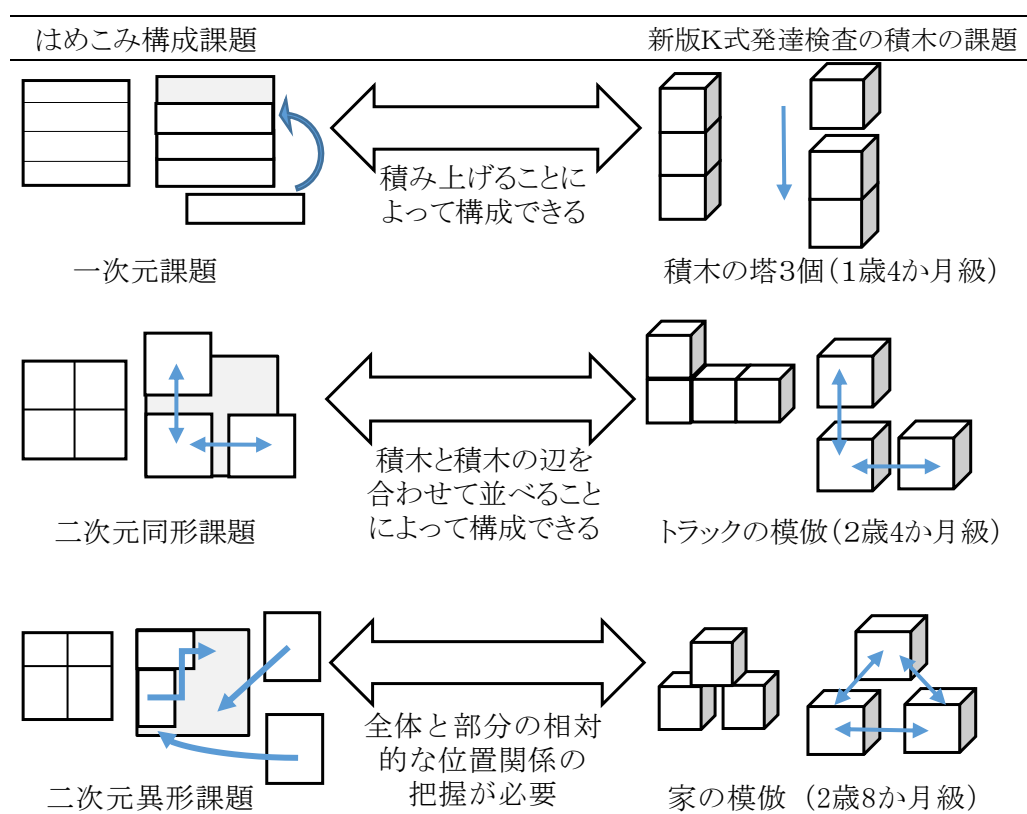 はめこみ構成課題
新版K式発達検査の積木の課題
積み上げることに
よって構成できる
一次元課題
積木の塔3個(1歳4か月級)
積木と積木の辺を
合わせて並べること
によって構成できる
二次元同形課題
トラックの模倣(2歳4か月級)
全体と部分の相対
的な位置関係の
把握が必要
二次元異形課題
家の模倣 (2歳8か月級)